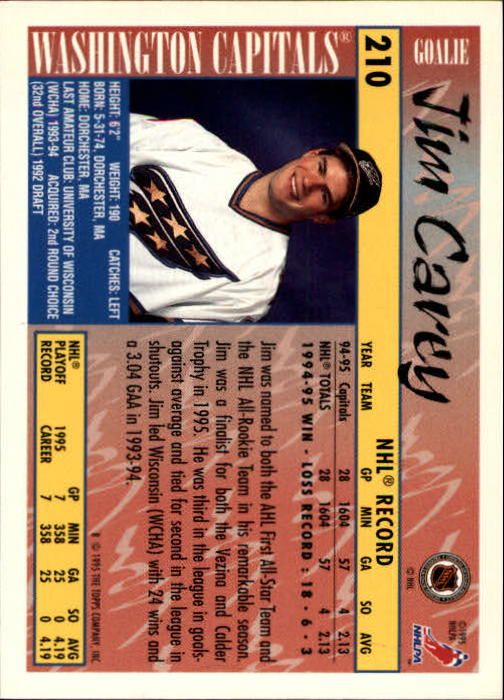 GOALIE
Jim Carey
© NHL
©1995
NHLPA
NHLPA
210
WASHINGTON CAPITALS®
HEIGHT: 6'2" WEIGHT: 190 CATCHES: LEFT
BORN: 5-31-74, DORCHESTER, MA
HOME: DORCHESTER, MA
LAST AMATEUR CLUB: UNIVERSITY OF WISCONSIN
(WCHA) 1993-94 ACQUIRED: 2nd ROUND CHOICE
(32nd OVERALL) 1992 DRAFT
NHL® RECORD
YEAR TEAM GP MIN GA SO AVG
94-95 Capitals 28 1604 57 4 2.13
NHL® TOTALS 28 1604 57 4 2.13
1994-95 WIN - LOSS RECORD: 18 - 6 - 3
Jim was named to both the AHL First All-Star Team and
the NHL All-Rookie Team in his remarkable season.
Jim was a finalist for both the Vezina and Calder
Trophy in 1995. He was third in the league in goals-
against average and tied for second in the league in
shutouts. Jim led Wisconsin (WCHA) with 24 wins and
a 3.04 GAA in 1993-94.
NHL® GP MIN GA SO AVG
PLAYOFF 1995 7 358 25 0 4.19
RECORD CAREER 7 358 25 0 4.19
B © 1995 THE TOPPS COMPANY, INC.